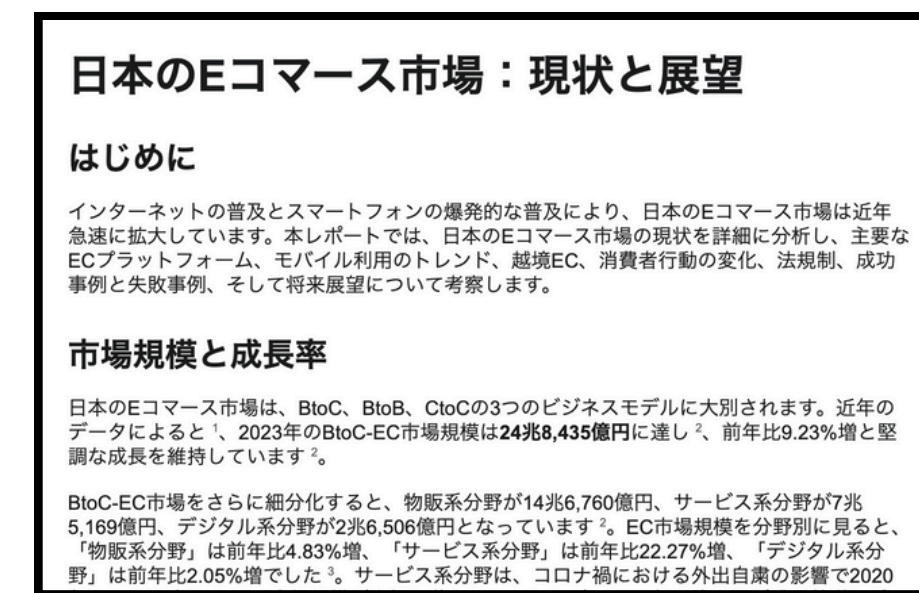 日本のEコマース市場：現状と展望
はじめに
インターネットの普及とスマートフォンの爆発的な普及により、日本のEコマース市場は近年
急速に拡大しています。本レポートでは、日本のEコマース市場の現状を詳細に分析し、主要な
ECプラットフォーム、モバイル利用のトレンド、越境EC、消費者行動の変化、法規制、成功
事例と失敗事例、そして将来展望について考察します。
市場規模と成長率
日本のEコマース市場は、BtoC、BtoB、CtoCの3つのビジネスモデルに大別されます。近年の
データによると ¹、2023年のBtoC-EC市場規模は24兆8,435億円に達し ²、前年比9.23%増と堅
調な成長を維持しています ²。
BtoC-EC市場をさらに細分化すると、物販系分野が14兆6,760億円、サービス系分野が7兆
5,169億円、デジタル系分野が2兆6,506億円となっています ²。EC市場規模を分野別に見ると、
「物販系分野」は前年比4.83%増、「サービス系分野」は前年比22.27%増、「デジタル系分
野」は前年比2.05%増でした ³。サービス系分野は、コロナ禍における外出自粛の影響で2020